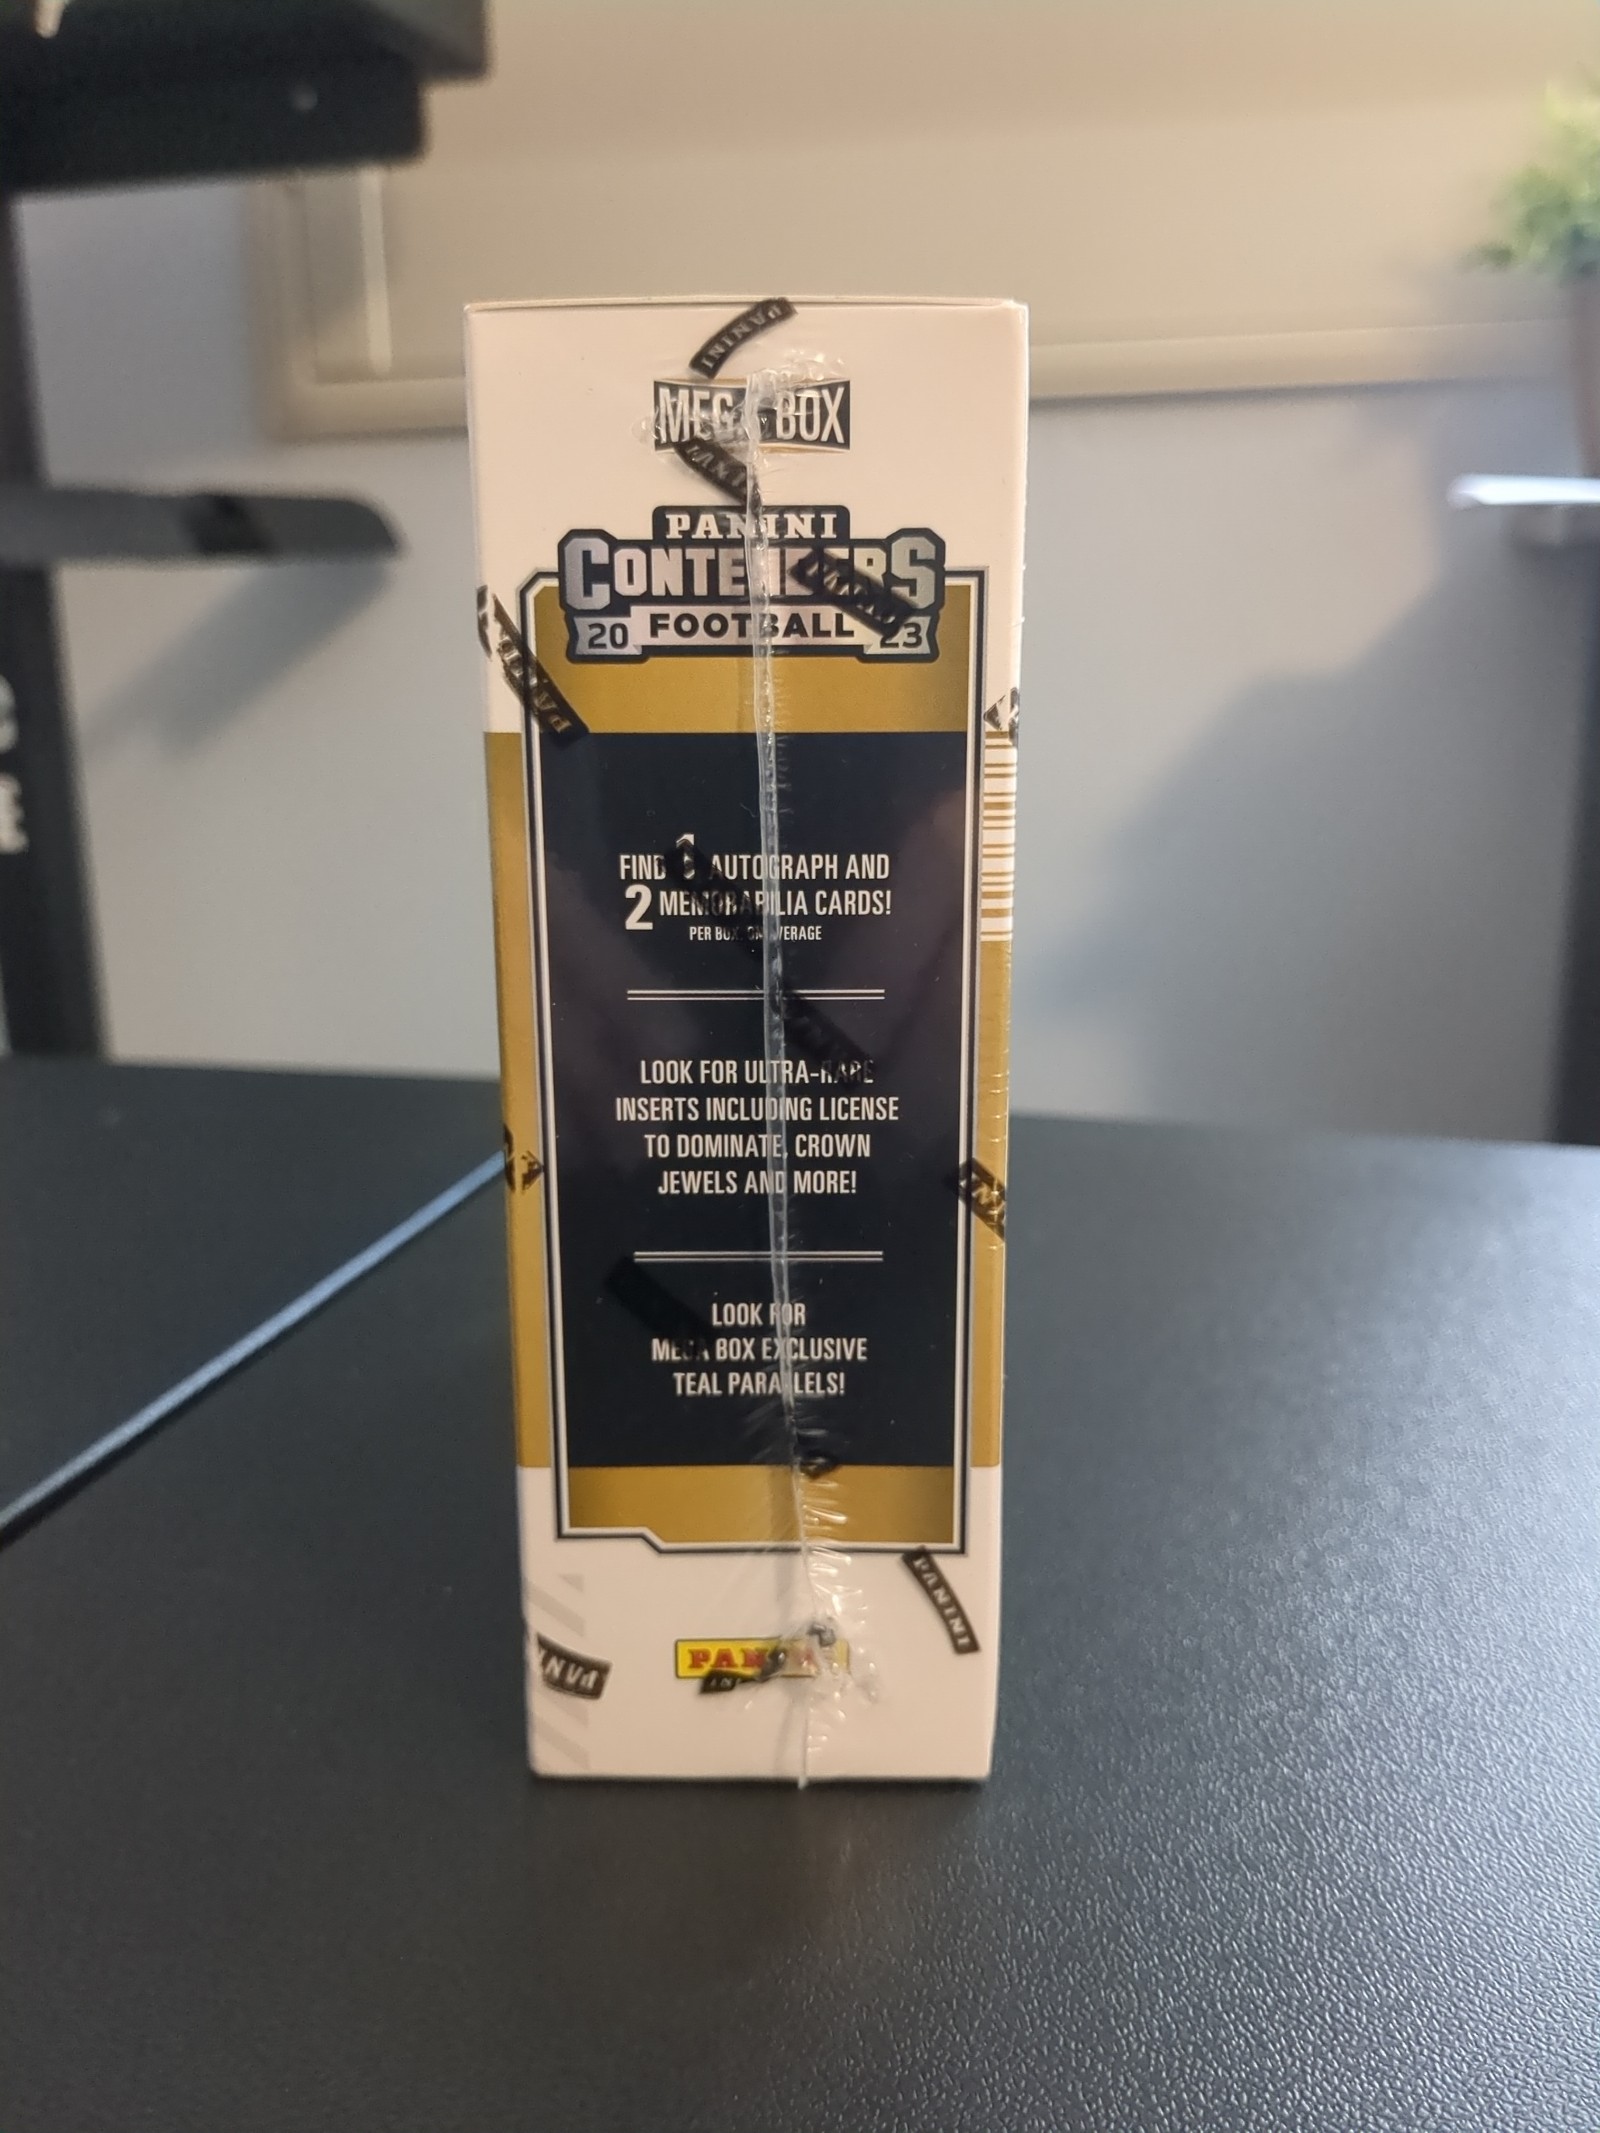 PANINI
MEGA BOX
PANINI
CONTENDERS
20 FOOTBALL 23
FIND 1 AUTOGRAPH AND
2 MEMORABILIA CARDS!
PER BOX, ON AVERAGE
LOOK FOR ULTRA-RARE
INSERTS INCLUDING LICENSE
TO DOMINATE, CROWN
JEWELS AND MORE!
LOOK FOR
MEGA BOX EXCLUSIVE
TEAL PARALLELS!
PANINI
PANINI